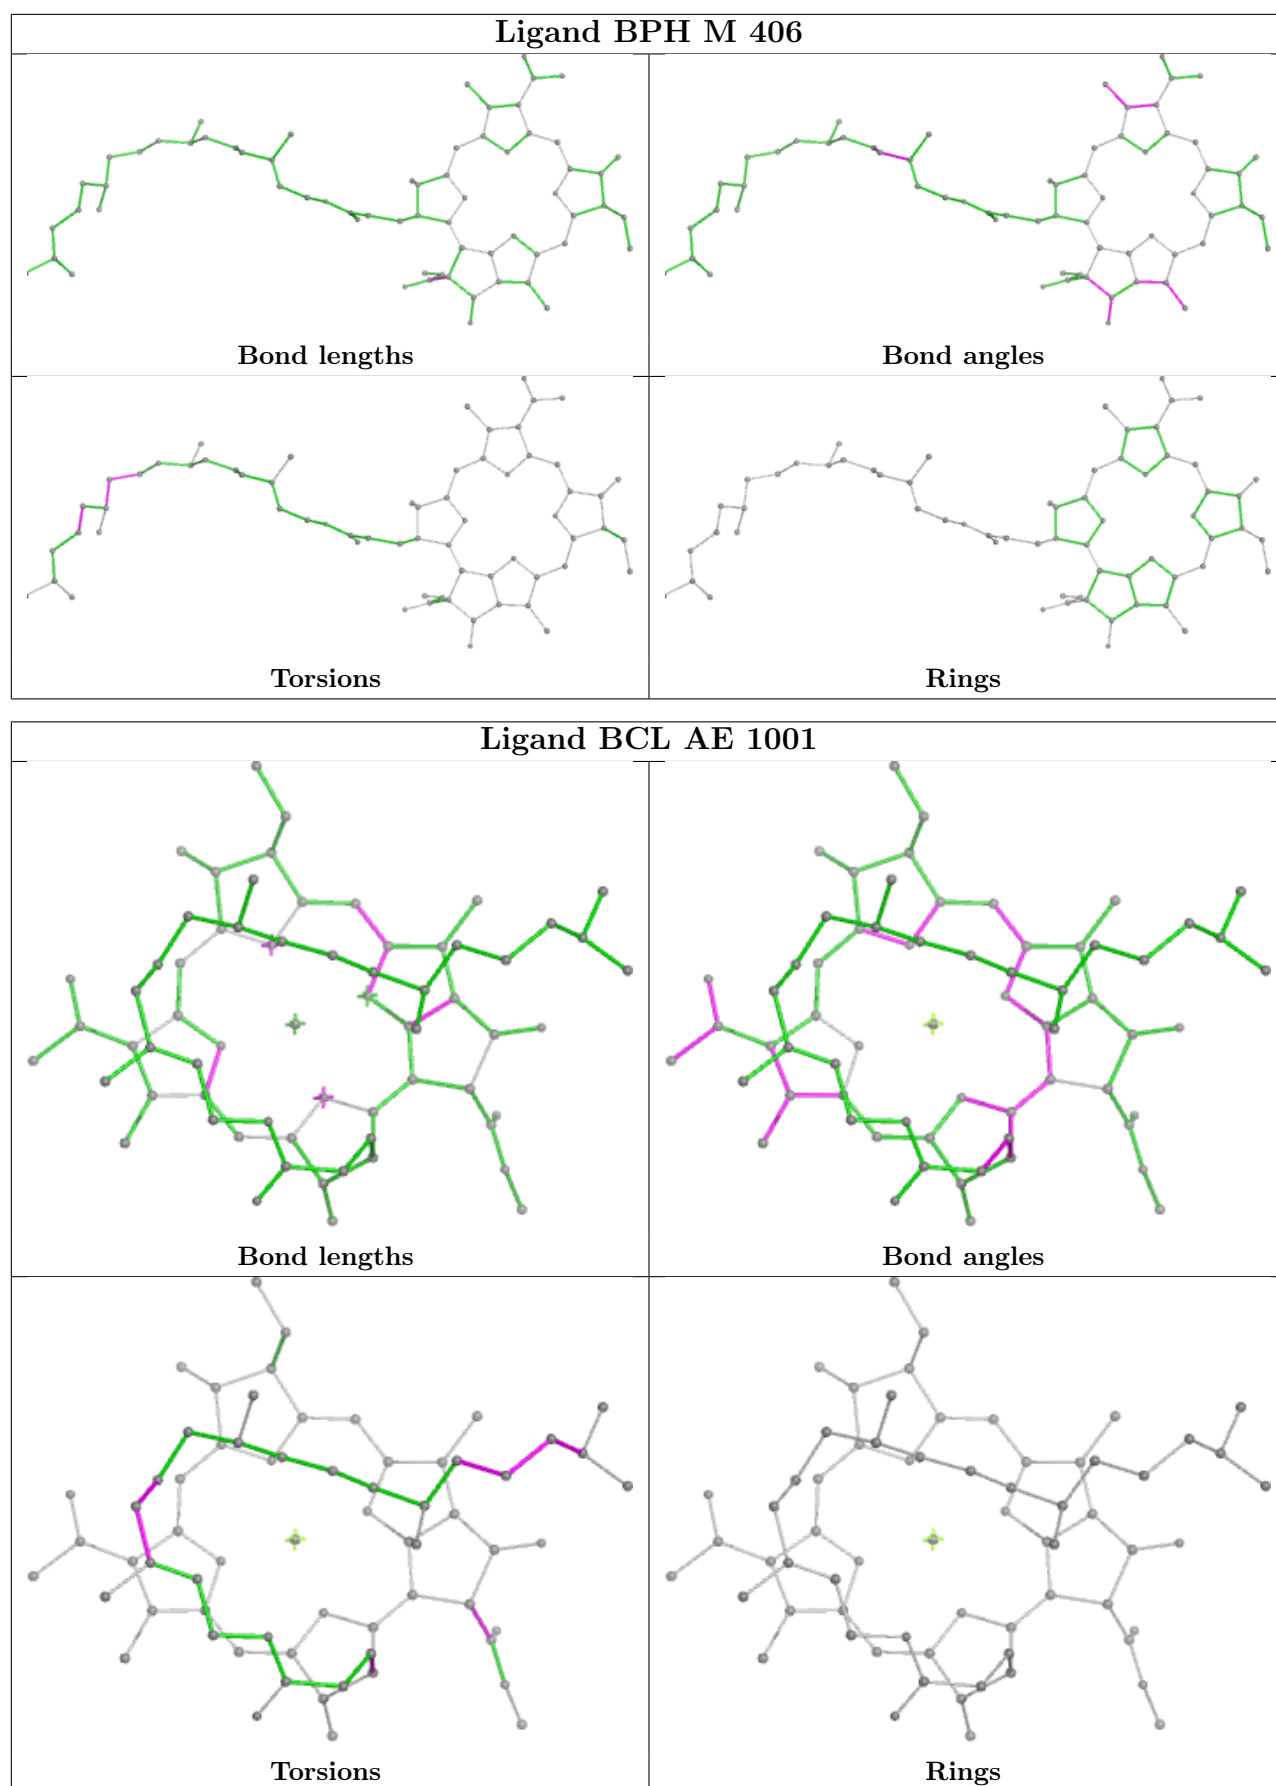 Ligand BPH M 406
Bond lengths
Bond angles
Torsions
Rings
Ligand BCL AE 1001
Bond lengths
Bond angles
Torsions
Rings